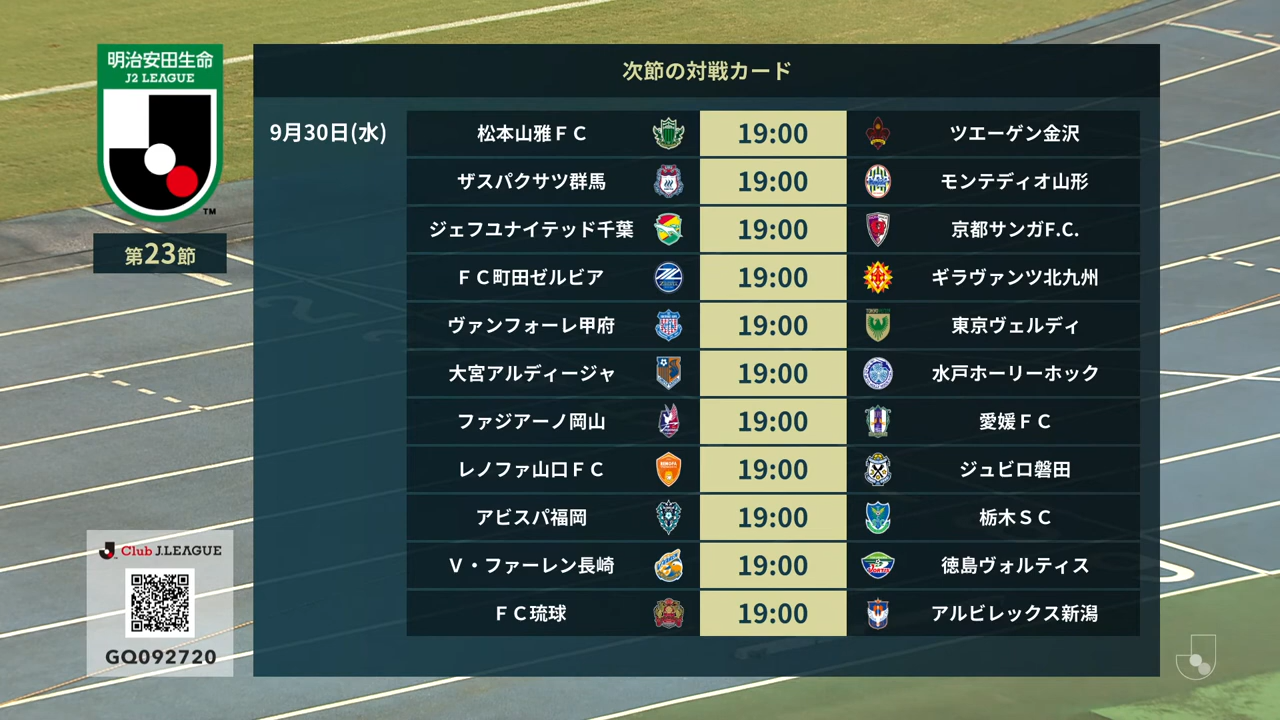 明治安田生命
J2 LEAGUE
TM
第23節
次節の対戦カード
9月30日(水)
松本山雅ＦＣ 19:00 ツエーゲン金沢
ザスパクサツ群馬 19:00 モンテディオ山形
ジェフユナイテッド千葉 19:00 京都サンガF.C.
ＦＣ町田ゼルビア 19:00 ギラヴァンツ北九州
ヴァンフォーレ甲府 19:00 東京ヴェルディ
大宮アルディージャ 19:00 水戸ホーリーホック
ファジアーノ岡山 19:00 愛媛ＦＣ
レノファ山口ＦＣ 19:00 ジュビロ磐田
アビスパ福岡 19:00 栃木ＳＣ
Ｖ・ファーレン長崎 19:00 徳島ヴォルティス
ＦＣ琉球 19:00 アルビレックス新潟
Club J.LEAGUE
GQ092720